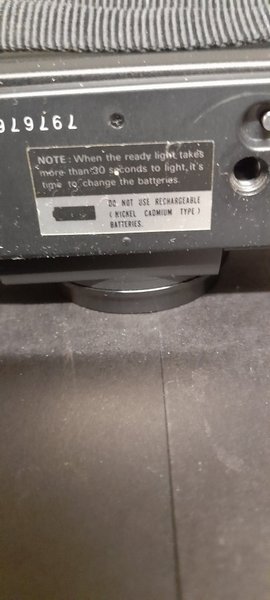 797676
NOTE: When the ready light takes
more than 30 seconds to light, it's
time to change the batteries.
DO NOT USE RECHARGEABLE
(NICKEL CADMIUM TYPE)
BATTERIES.